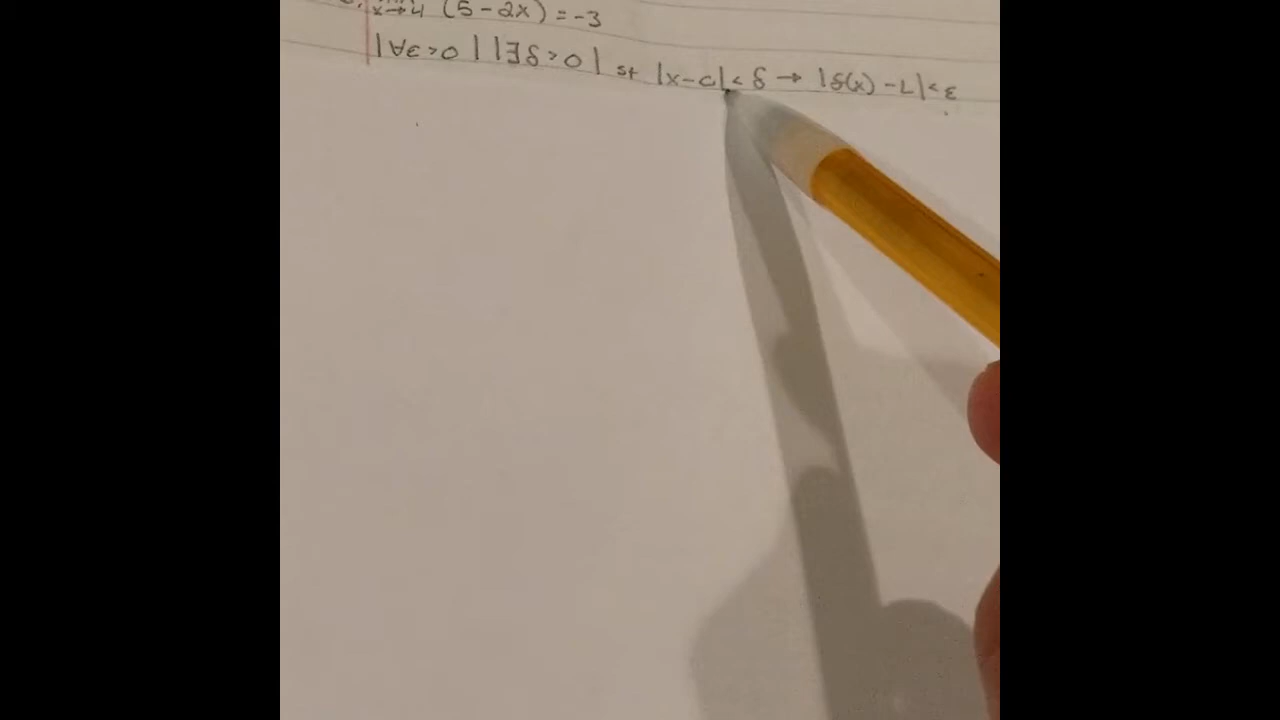 x→4 (5-2x) = -3
|∀ε>0| |∃δ>0| st |x-c|<δ → |f(x)-L|<ε